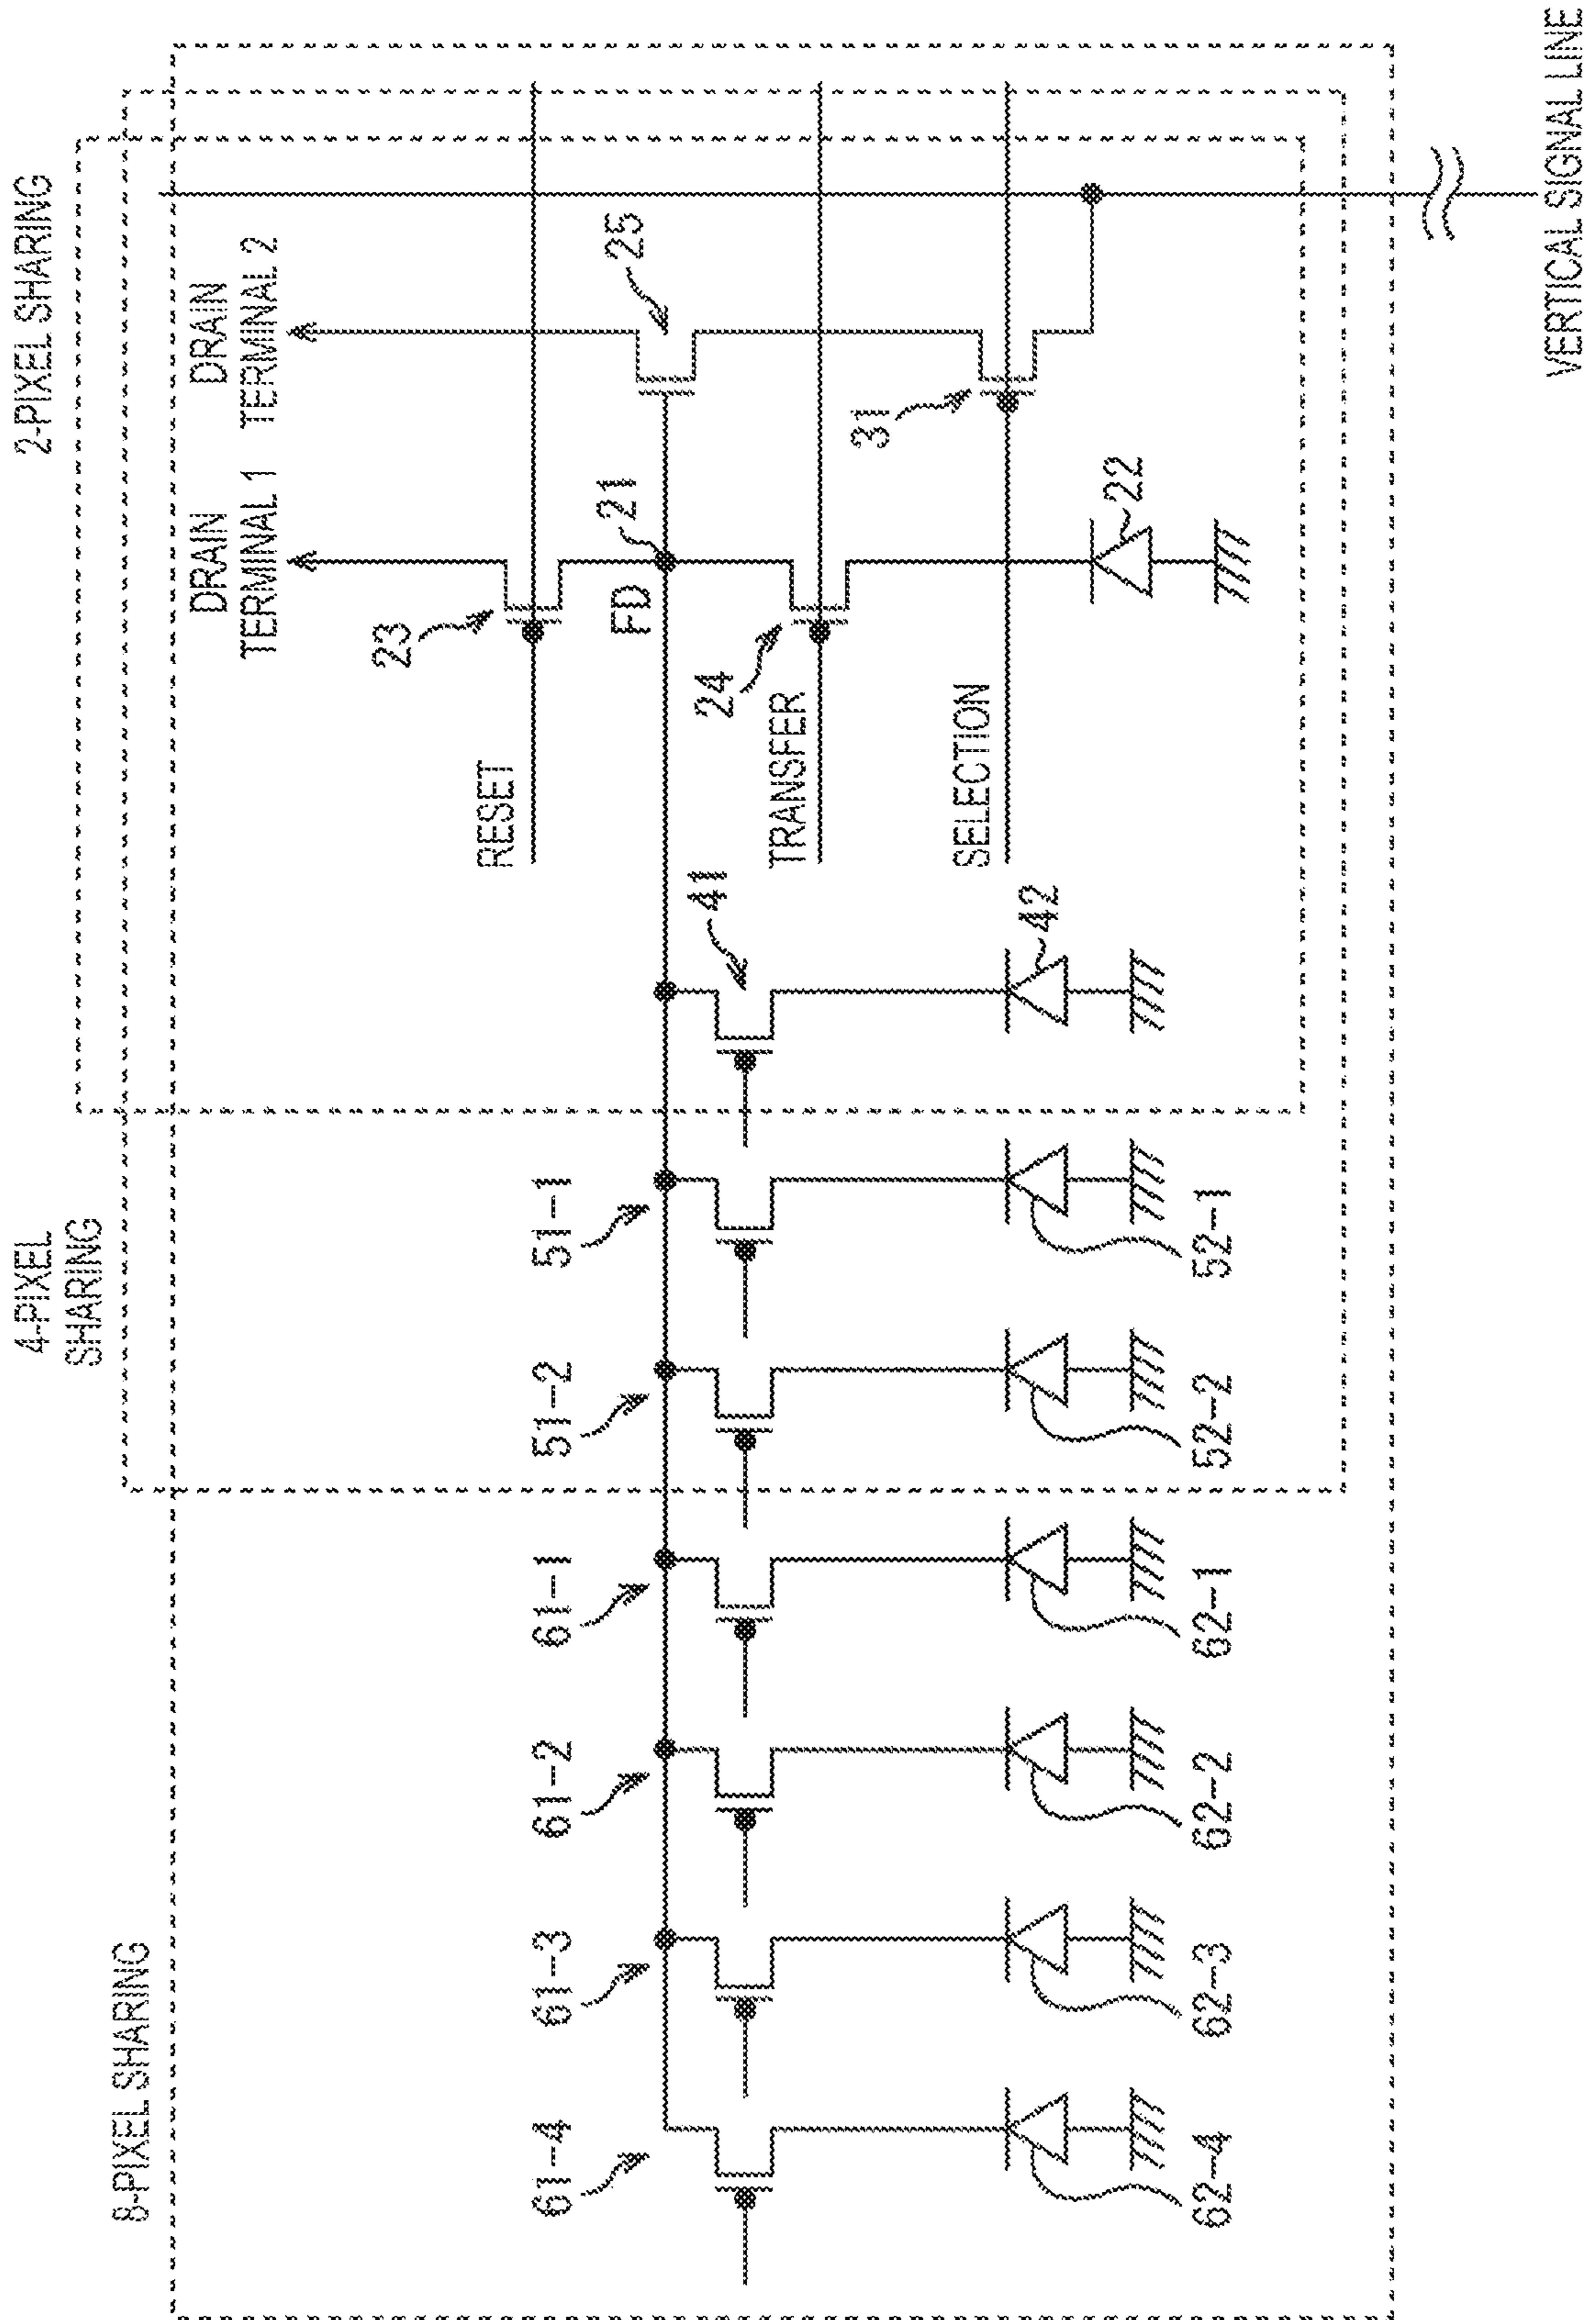 8-PIXEL SHARING
4-PIXEL
SHARING
2-PIXEL SHARING
DRAIN
TERMINAL 1
DRAIN
TERMINAL 2
23
RESET
25
21
FD
61-4
61-3
61-2
61-1
51-2
51-1
41
24
TRANSFER
31
SELECTION
42
22
62-4
62-3
62-2
62-1
52-2
52-1
VERTICAL SIGNAL LINE